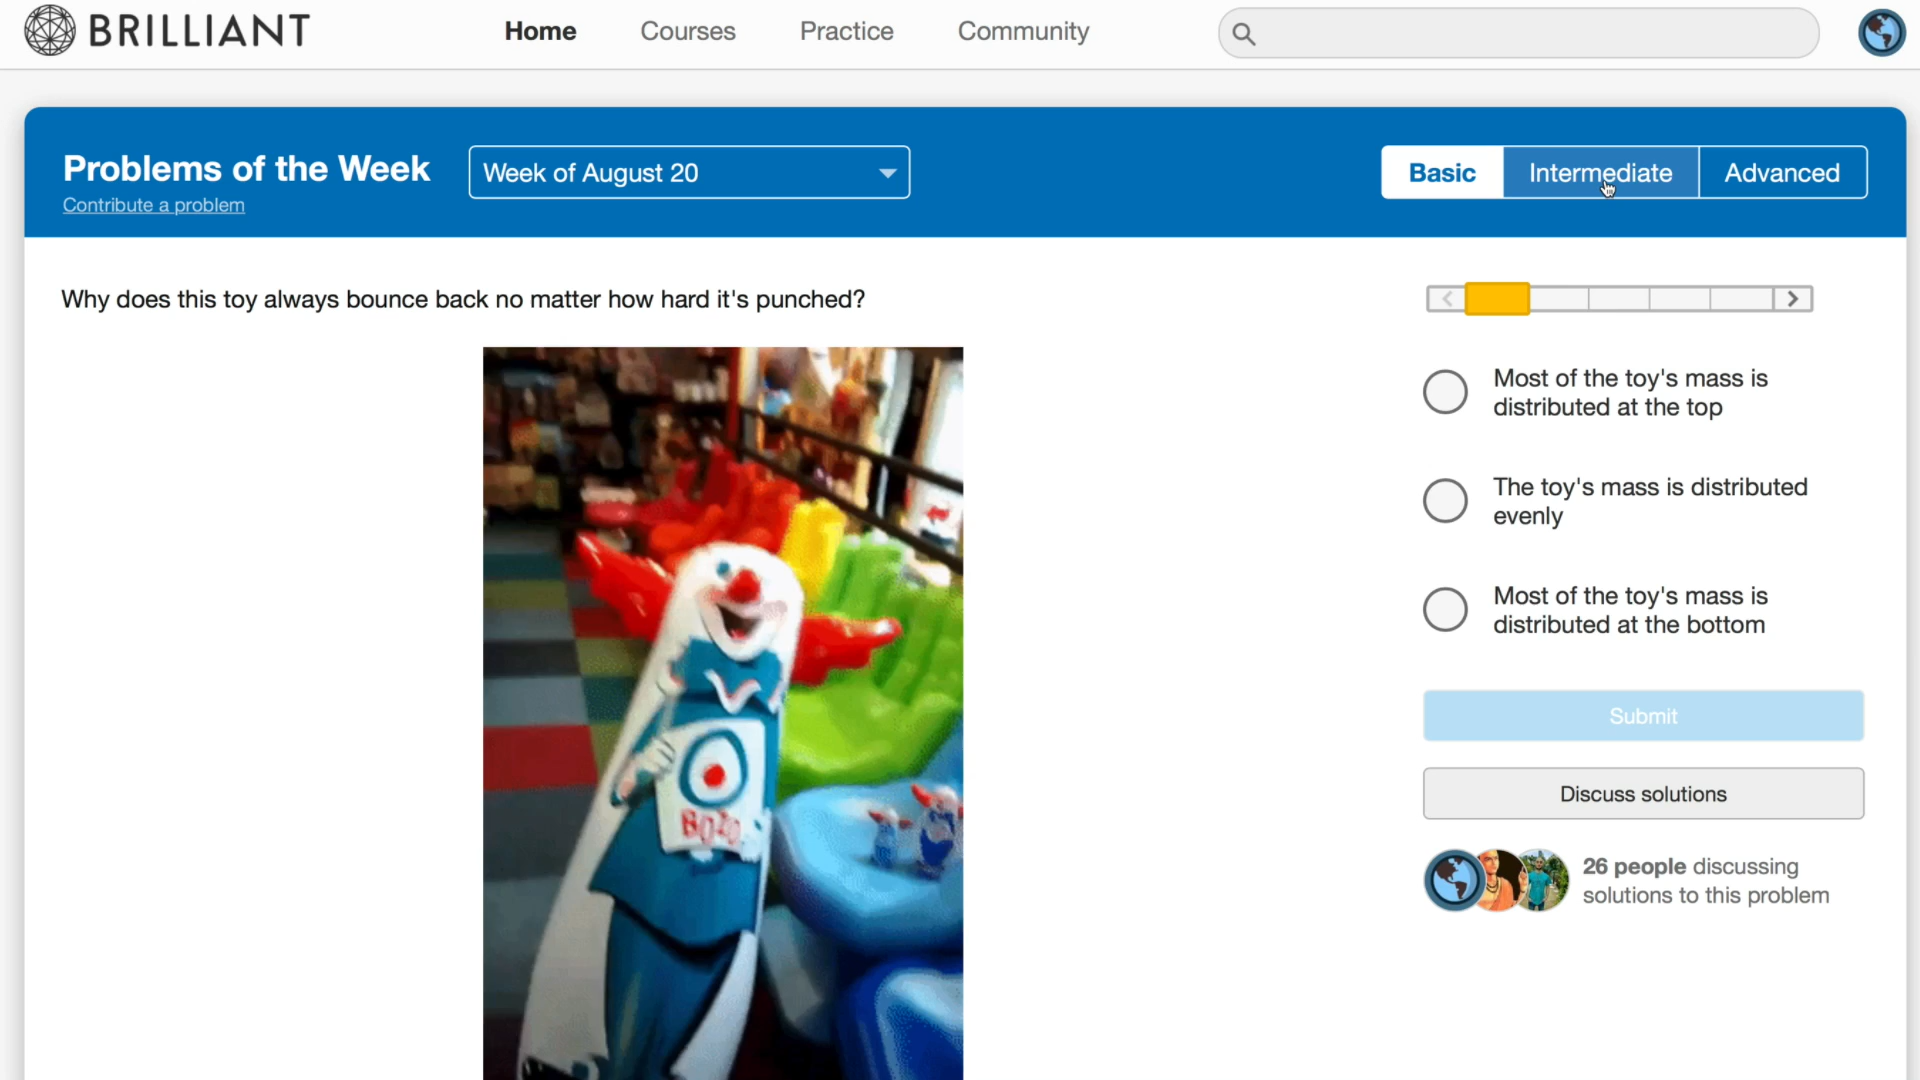 BRILLIANT
Home
Courses
Practice
Community
Problems of the Week
Contribute a problem
Week of August 20
Basic
Intermediate
Advanced
Why does this toy always bounce back no matter how hard it's punched?
BOZO
Most of the toy's mass is
distributed at the top
The toy's mass is distributed
evenly
Most of the toy's mass is
distributed at the bottom
Submit
Discuss solutions
26 people discussing
solutions to this problem